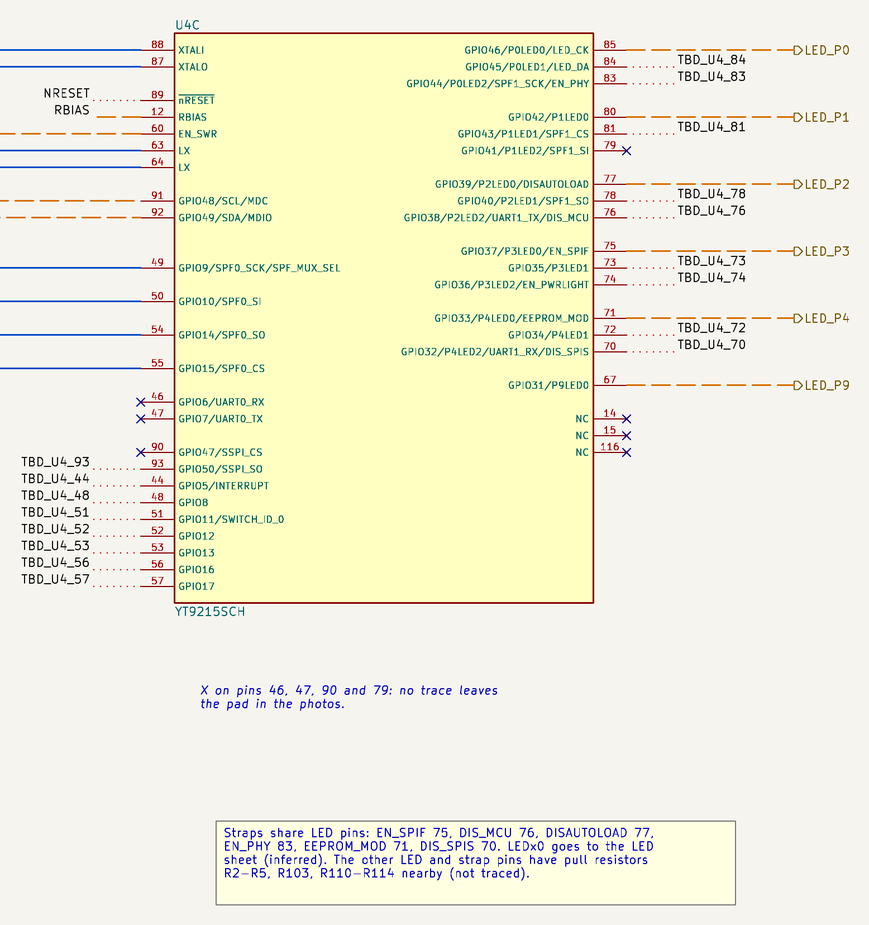 U4C
88 XTALI
87 XTALO
NRESET 89 nRESET
RBIAS 12 RBIAS
60 EN_SWR
63 LX
64 LX
91 GPIO48/SCL/MDC
92 GPIO49/SDA/MDIO
49 GPIO9/SPF0_SCK/SPF_MUX_SEL
50 GPIO10/SPF0_SI
54 GPIO14/SPF0_SO
55 GPIO15/SPF0_CS
46 GPIO6/UART0_RX
47 GPIO7/UART0_TX
90 GPIO47/SSPI_CS
TBD_U4_93 93 GPIO50/SSPI_SO
TBD_U4_44 44 GPIO5/INTERRUPT
TBD_U4_48 48 GPIO8
TBD_U4_51 51 GPIO11/SWITCH_ID_0
TBD_U4_52 52 GPIO12
TBD_U4_53 53 GPIO13
TBD_U4_56 56 GPIO16
TBD_U4_57 57 GPIO17
GPIO46/P0LED0/LED_CK 85 LED_P0
GPIO45/P0LED1/LED_DA 84 TBD_U4_84
GPIO44/P0LED2/SPF1_SCK/EN_PHY 83 TBD_U4_83
GPIO42/P1LED0 80 LED_P1
GPIO43/P1LED1/SPF1_CS 81 TBD_U4_81
GPIO41/P1LED2/SPF1_SI 79
GPIO39/P2LED0/DISAUTOLOAD 77 LED_P2
GPIO40/P2LED1/SPF1_SO 78 TBD_U4_78
GPIO38/P2LED2/UART1_TX/DIS_MCU 76 TBD_U4_76
GPIO37/P3LED0/EN_SPIF 75 LED_P3
GPIO35/P3LED1 73 TBD_U4_73
GPIO36/P3LED2/EN_PWRLIGHT 74 TBD_U4_74
GPIO33/P4LED0/EEPROM_MOD 71 LED_P4
GPIO34/P4LED1 72 TBD_U4_72
GPIO32/P4LED2/UART1_RX/DIS_SPIS 70 TBD_U4_70
GPIO31/P9LED0 67 LED_P9
NC 14
NC 15
NC 116
YT9215SCH
X on pins 46, 47, 90 and 79: no trace leaves
the pad in the photos.
Straps share LED pins: EN_SPIF 75, DIS_MCU 76, DISAUTOLOAD 77,
EN_PHY 83, EEPROM_MOD 71, DIS_SPIS 70. LEDx0 goes to the LED
sheet (inferred). The other LED and strap pins have pull resistors
R2-R5, R103, R110-R114 nearby (not traced).